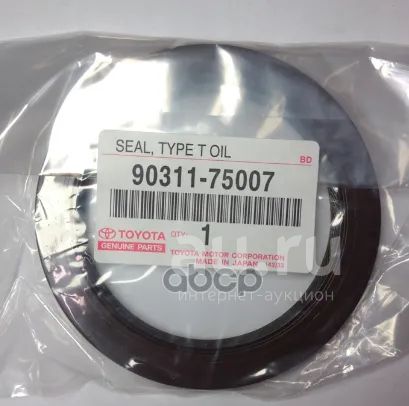 SEAL, TYPE T OIL
BD
90311-75007
TOYOTA
GENUINE PARTS
QTY.
1
TOYOTA MOTOR CORPORATION
MADE IN JAPAN
au.ru
интернет-аукцион
abcp